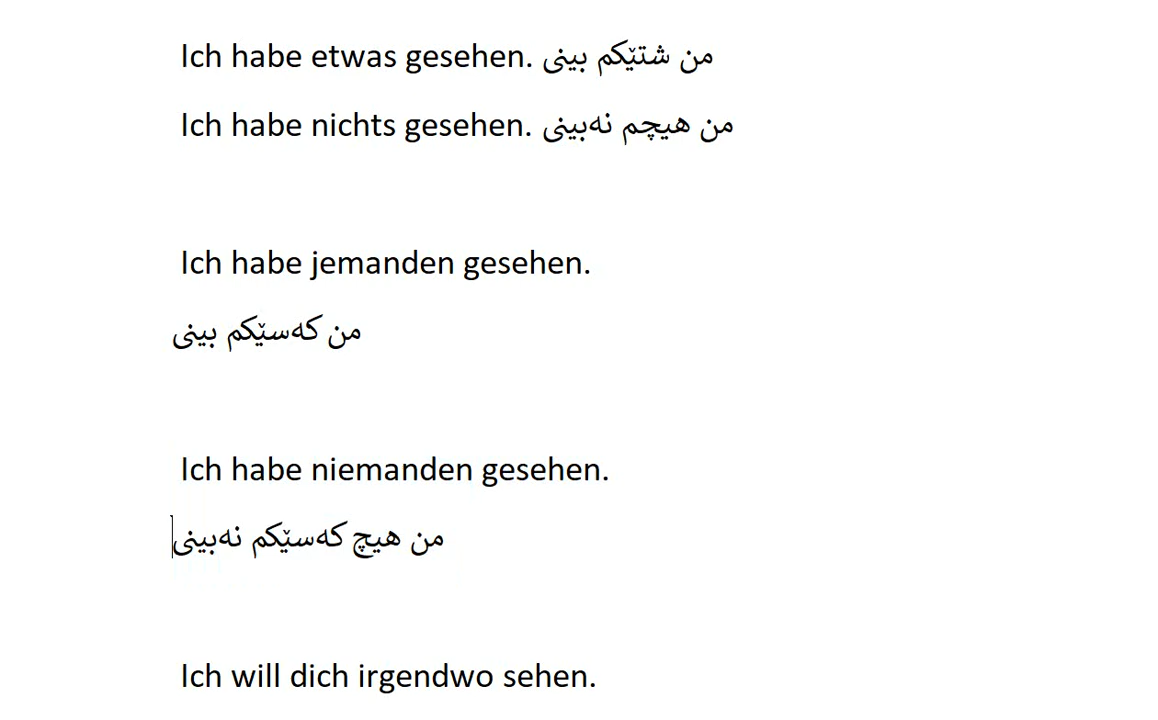 Ich habe etwas gesehen. من شتێکم بینی
Ich habe nichts gesehen. من هیچم نەبینی
Ich habe jemanden gesehen.
من کەسێکم بینی
Ich habe niemanden gesehen.
من هیچ کەسێکم نەبینی
Ich will dich irgendwo sehen.